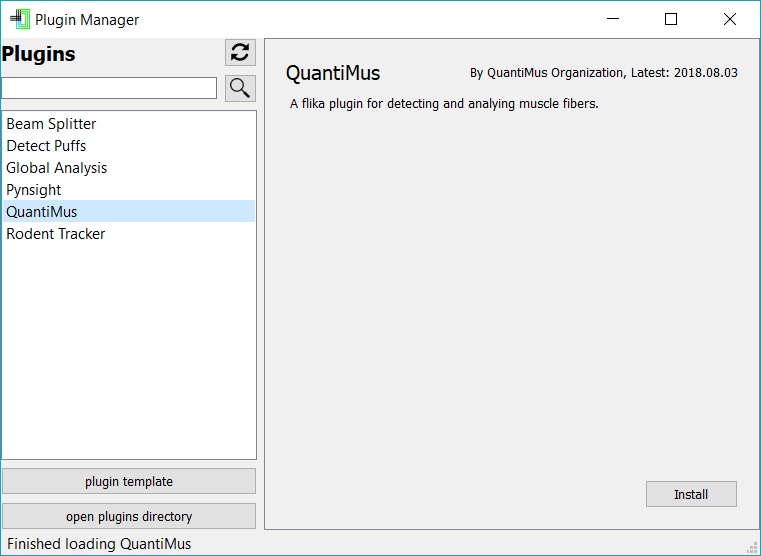 Plugin Manager
Plugins
Beam Splitter
Detect Puffs
Global Analysis
Pynsight
QuantiMus
Rodent Tracker
plugin template
open plugins directory
Finished loading QuantiMus
QuantiMus
By QuantiMus Organization, Latest: 2018.08.03
A flika plugin for detecting and analying muscle fibers.
Install